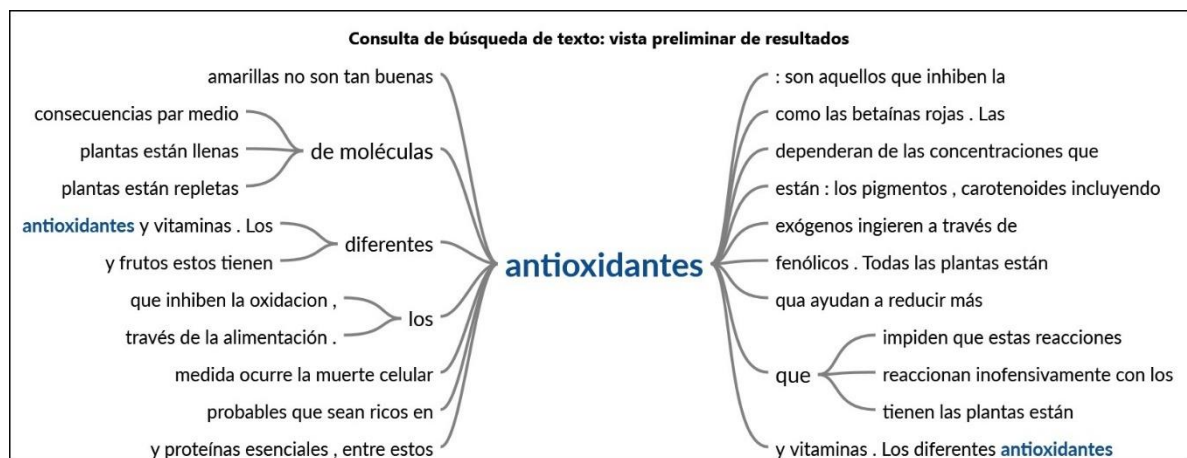 Consulta de búsqueda de texto: vista preliminar de resultados
amarillas no son tan buenas
consecuencias par medio
plantas están llenas
plantas están repletas
de moléculas
antioxidantes y vitaminas . Los
y frutos estos tienen
diferentes
que inhiben la oxidacion ,
través de la alimentación .
los
medida ocurre la muerte celular
probables que sean ricos en
y proteínas esenciales , entre estos
antioxidantes
: son aquellos que inhiben la
como las betaínas rojas . Las
dependeran de las concentraciones que
están : los pigmentos , carotenoides incluyendo
exógenos ingieren a través de
fenólicos . Todas las plantas están
qua ayudan a reducir más
que
impiden que estas reacciones
reaccionan inofensivamente con los
tienen las plantas están
y vitaminas . Los diferentes antioxidantes